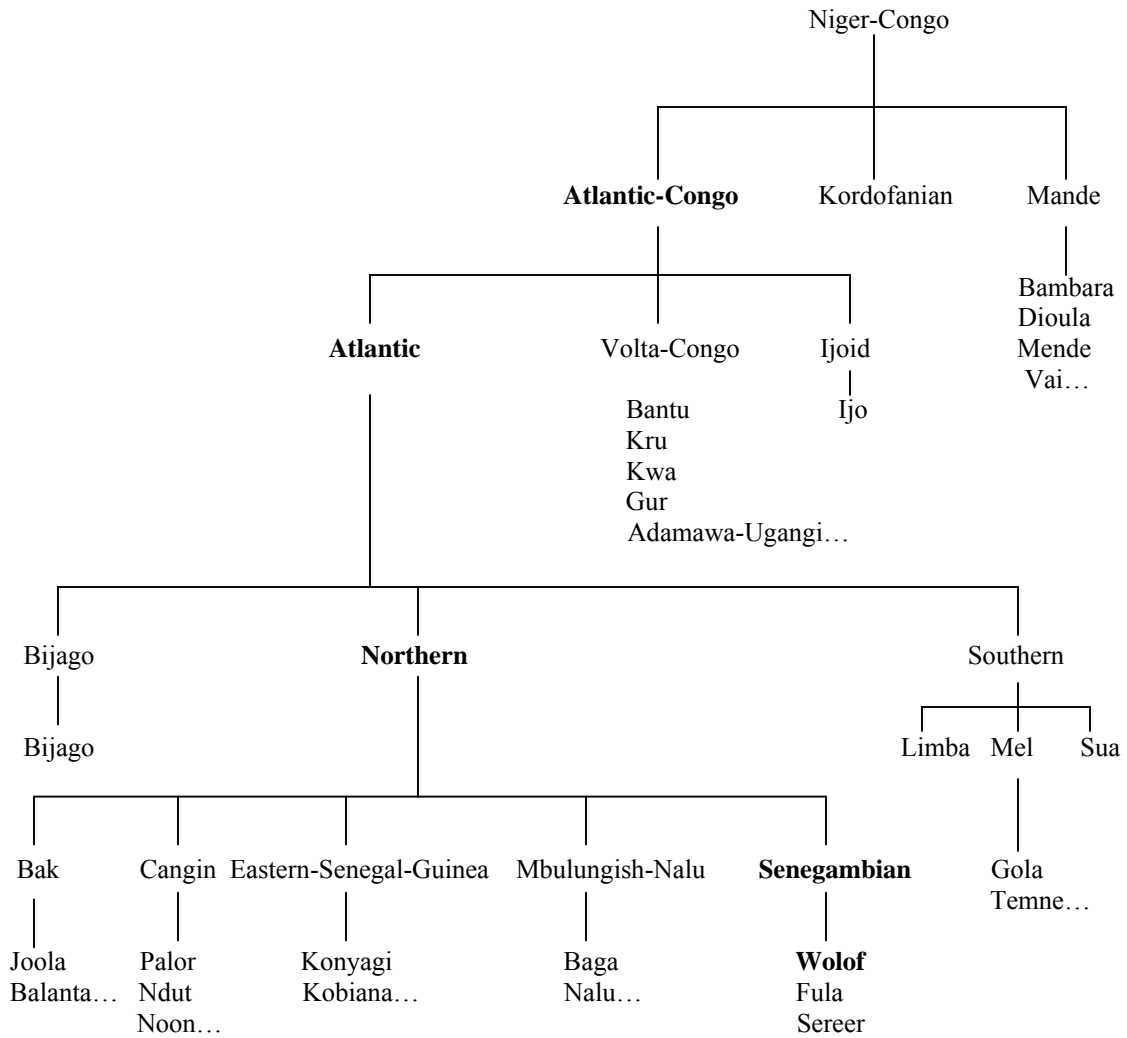 Niger-Congo
Atlantic-Congo Kordofanian Mande
Bambara
Dioula
Mende
Vai…
Atlantic Volta-Congo Ijoid
Bantu Ijo
Kru
Kwa
Gur
Adamawa-Ugangi…
Bijago Northern Southern
Bijago Limba Mel Sua
Bak Cangin Eastern-Senegal-Guinea Mbulungish-Nalu Senegambian Gola
Temne…
Joola Palor Konyagi Baga Wolof
Balanta… Ndut Kobiana… Nalu… Fula
Noon… Sereer